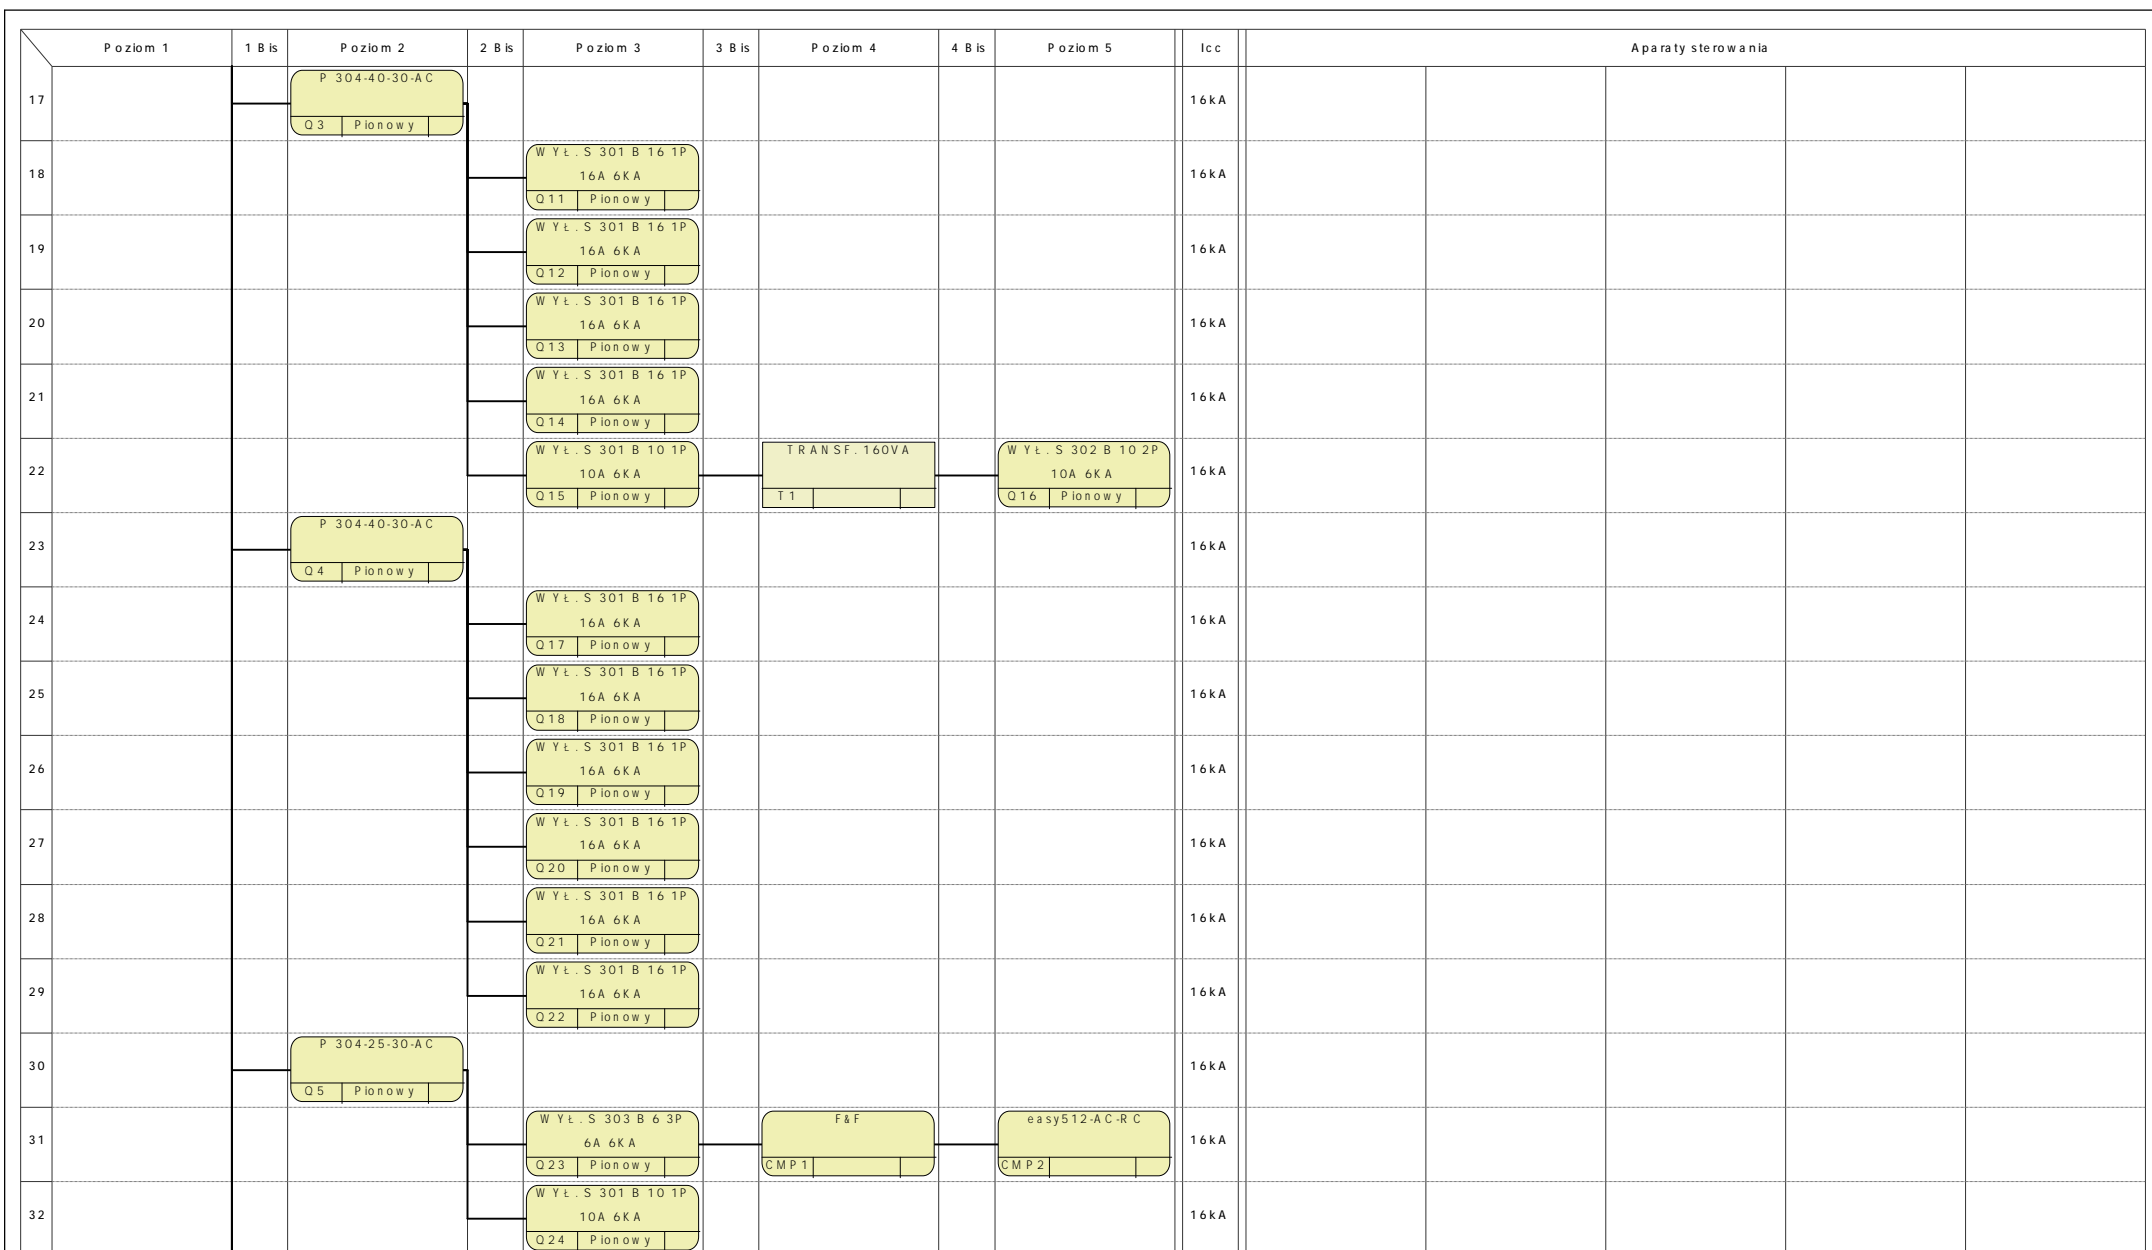 Poziom 1 1 Bis Poziom 2 2 Bis Poziom 3 3 Bis Poziom 4 4 Bis Poziom 5 Icc Aparaty sterowania
P 304-40-30-AC
17 16kA
Q3 Pionowy
WYŁ.S 301 B 16 1P
18 16A 6KA 16kA
Q11 Pionowy
WYŁ.S 301 B 16 1P
19 16A 6KA 16kA
Q12 Pionowy
WYŁ.S 301 B 16 1P
20 16A 6KA 16kA
Q13 Pionowy
WYŁ.S 301 B 16 1P
21 16A 6KA 16kA
Q14 Pionowy
WYŁ.S 301 B 10 1P TRANSF.160VA WYŁ.S 302 B 10 2P
22 10A 6KA 10A 6KA 16kA
Q15 Pionowy T1 Q16 Pionowy
P 304-40-30-AC
23 16kA
Q4 Pionowy
WYŁ.S 301 B 16 1P
24 16A 6KA 16kA
Q17 Pionowy
WYŁ.S 301 B 16 1P
25 16A 6KA 16kA
Q18 Pionowy
WYŁ.S 301 B 16 1P
26 16A 6KA 16kA
Q19 Pionowy
WYŁ.S 301 B 16 1P
27 16A 6KA 16kA
Q20 Pionowy
WYŁ.S 301 B 16 1P
28 16A 6KA 16kA
Q21 Pionowy
WYŁ.S 301 B 16 1P
29 16A 6KA 16kA
Q22 Pionowy
P 304-25-30-AC
30 16kA
Q5 Pionowy
WYŁ.S 303 B 6 3P F&F easy512-AC-RC
31 6A 6KA 16kA
Q23 Pionowy CMP1 CMP2
WYŁ.S 301 B 10 1P
32 10A 6KA 16kA
Q24 Pionowy